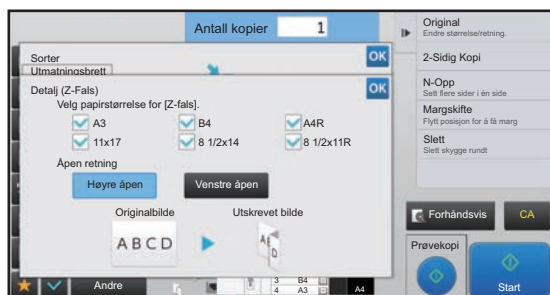 Antall kopier 1
Sorter
OK
Utmatningsbrett
Detalj (Z-Fals)
OK
Velg papirstørrelse for [Z-fals].
A3 B4 A4R
11x17 8 1/2x14 8 1/2x11R
Åpen retning
Høyre åpen Venstre åpen
Originalbilde Utskrevet bilde
A B C D
Andre
3 B4
4 A3
A4
Original
Endre størrelse/retning.
2-Sidig Kopi
N-Opp
Sett flere sider i én side
Margskifte
Flytt posisjon for å få marg
Slett
Slett skygge rundt
Forhåndsvis CA
Prøvekopi
Start